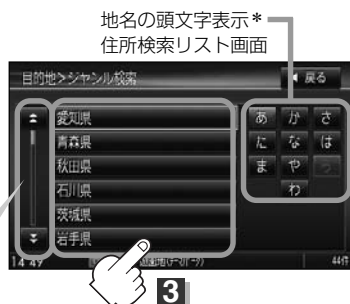 地名の頭文字表示*
住所検索リスト画面
目的地>ジャンル検索
戻る
愛知県
青森県
秋田県
石川県
茨城県
岩手県
あ か さ
た な は
ま や ら
わ
14:49
44件
3